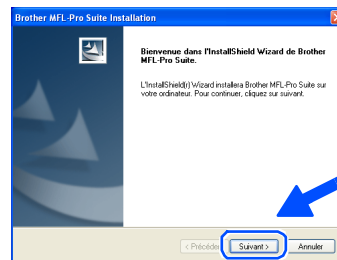 Brother MFL-Pro Suite Installation
Bienvenue dans l'InstallShield Wizard de Brother
MFL-Pro Suite.
L'InstallShield(r) Wizard installera Brother MFL-Pro Suite sur
votre ordinateur. Pour continuer, cliquez sur suivant.
< Précéden Suivant > Annuler